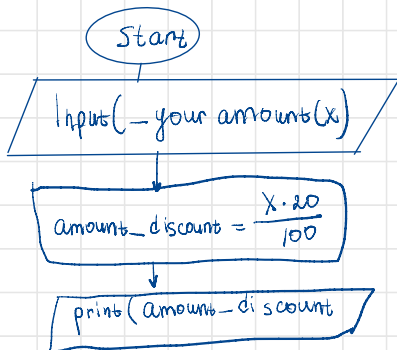 Start
Input(_your amount(x)
amount_discount = x·20/100
print(amount_discount